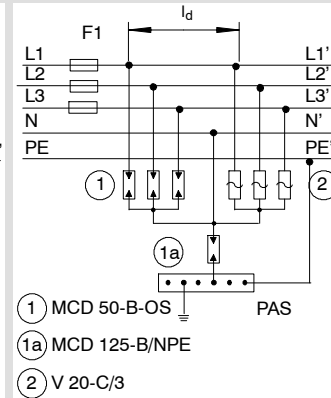 F1
l_d
L1 L1'
L2 L2'
L3 L3'
N N'
PE PE'
1
2
1a
PAS
1 MCD 50-B-OS
1a MCD 125-B/NPE
2 V 20-C/3